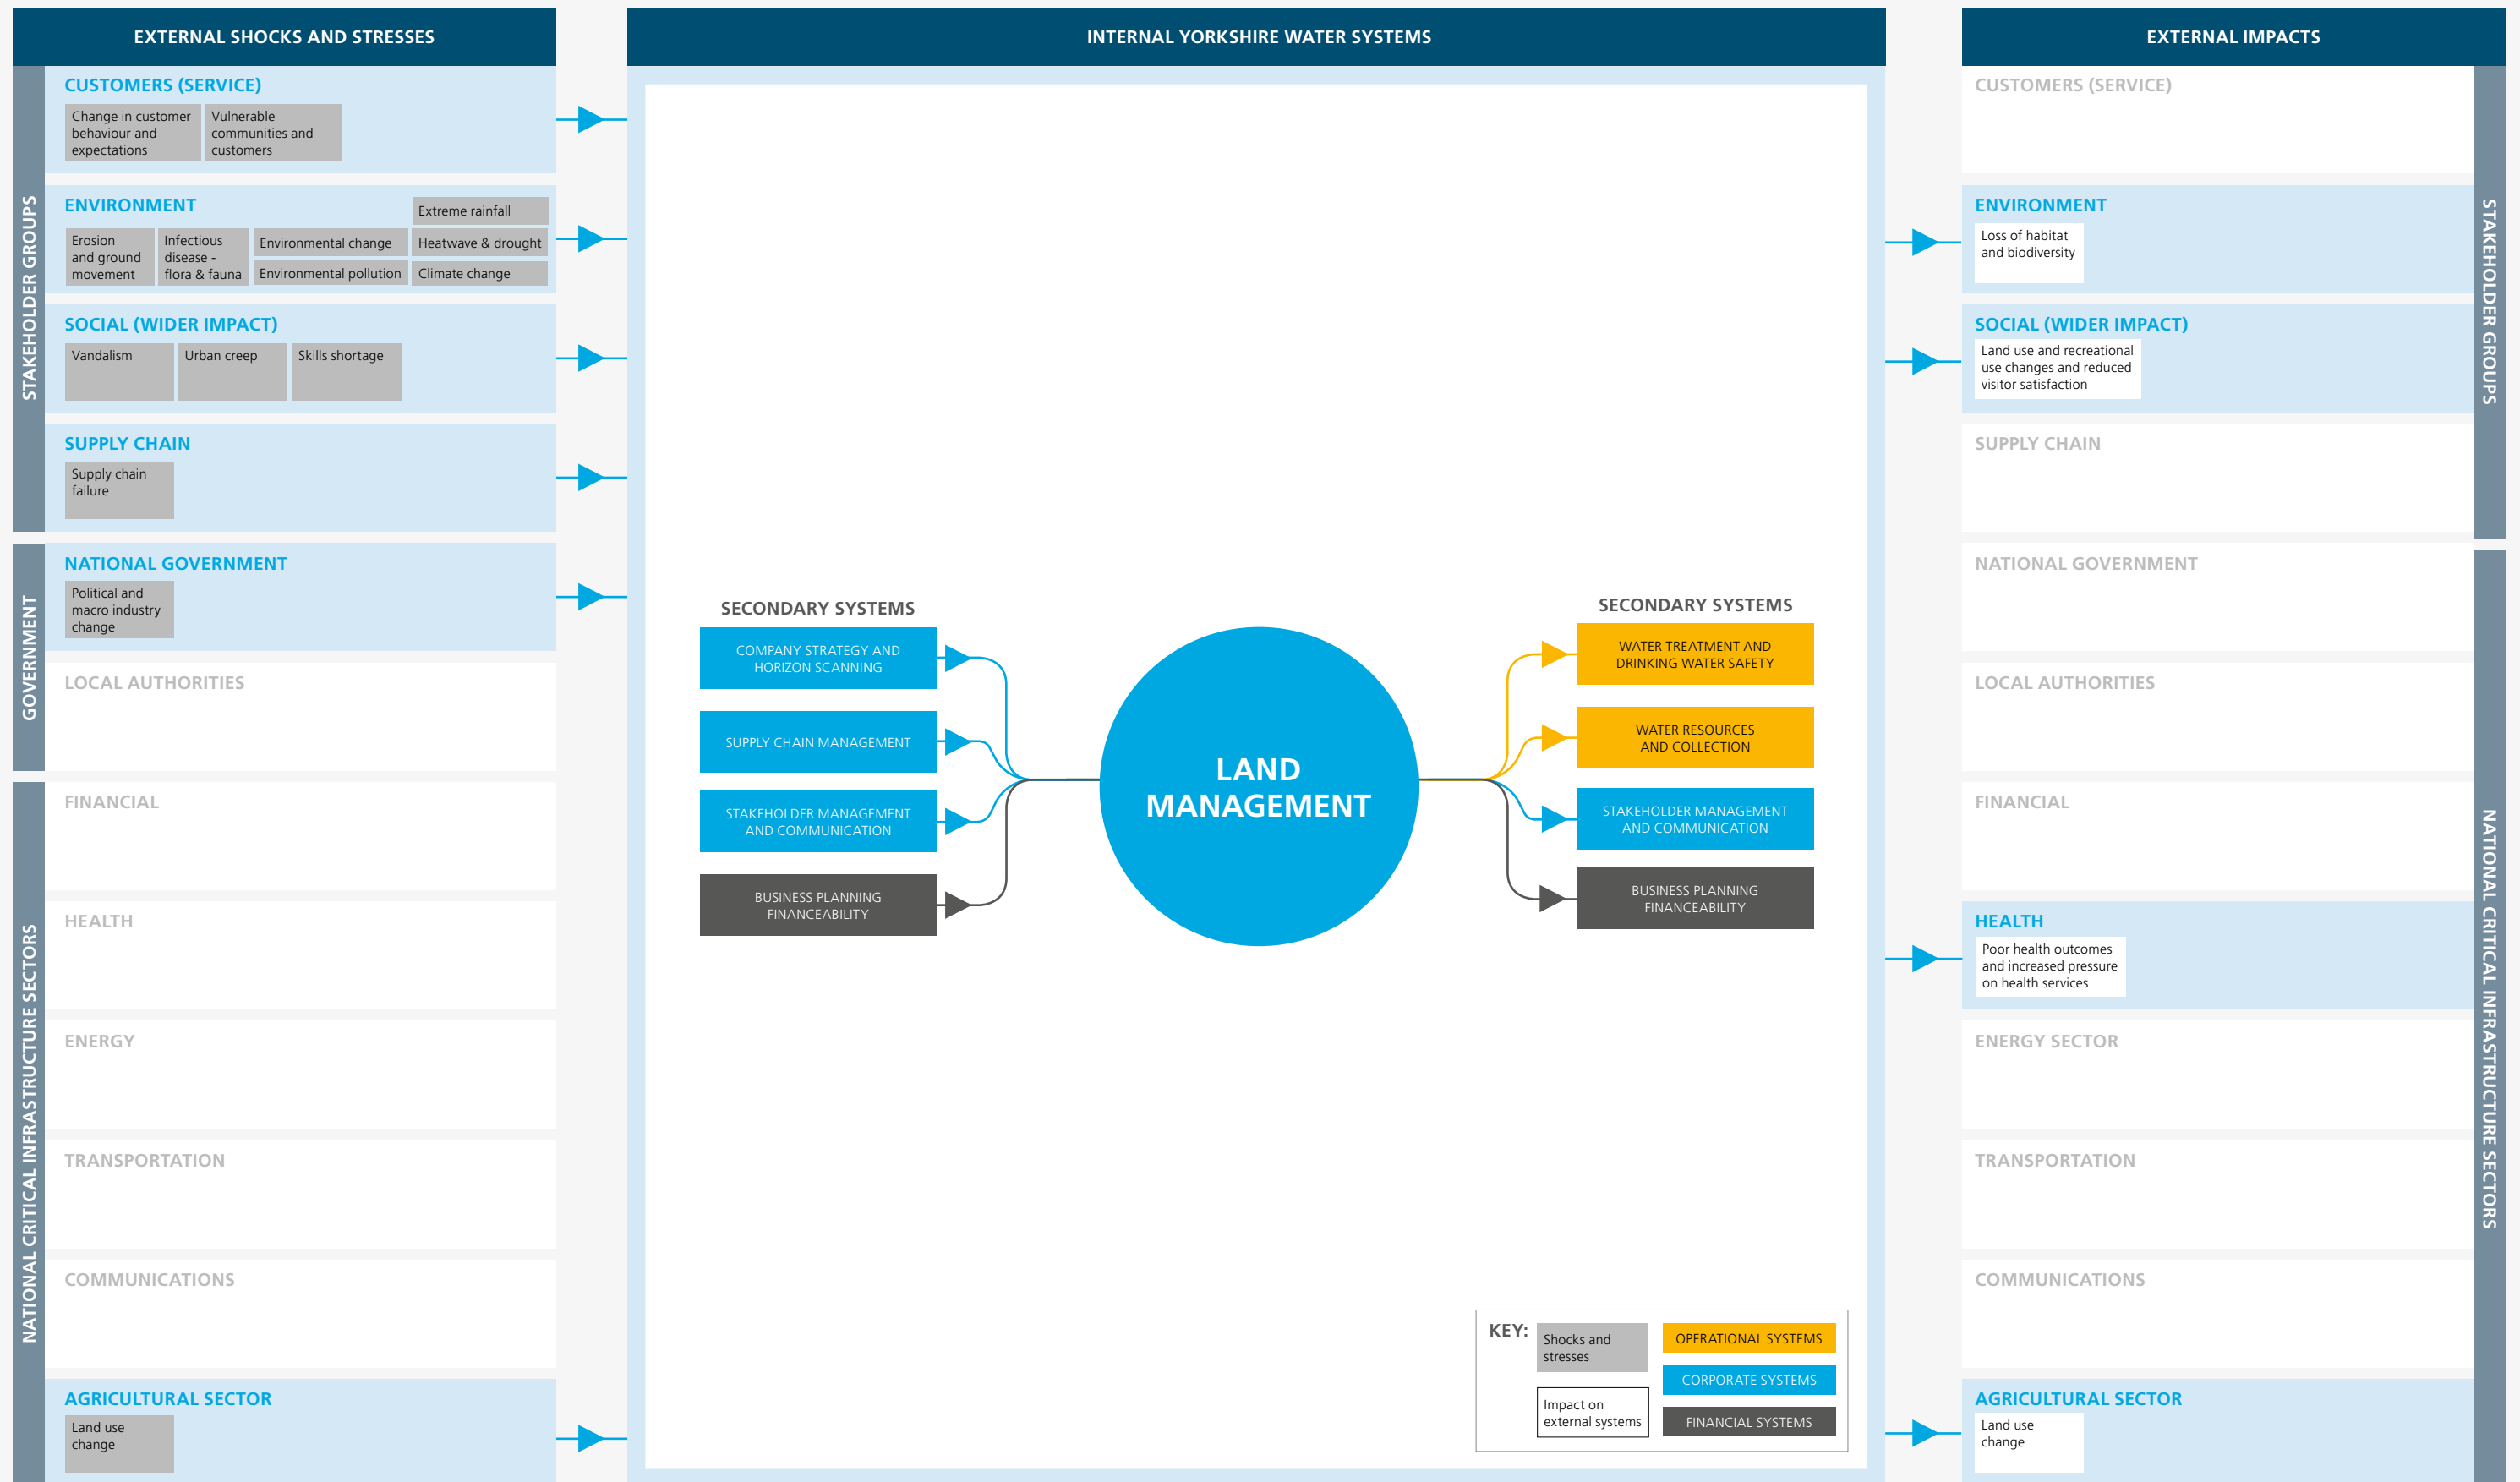 EXTERNAL SHOCKS AND STRESSES
STAKEHOLDER GROUPS
CUSTOMERS (SERVICE)
Change in customer
behaviour and
expectations
Vulnerable
communities and
customers
ENVIRONMENT
Extreme rainfall
Erosion
and ground
movement
Infectious
disease -
flora & fauna
Environmental change
Environmental pollution
Heatwave & drought
Climate change
SOCIAL (WIDER IMPACT)
Vandalism
Urban creep
Skills shortage
SUPPLY CHAIN
Supply chain
failure
GOVERNMENT
NATIONAL GOVERNMENT
Political and
macro industry
change
LOCAL AUTHORITIES
NATIONAL CRITICAL INFRASTRUCTURE SECTORS
FINANCIAL
HEALTH
ENERGY
TRANSPORTATION
COMMUNICATIONS
AGRICULTURAL SECTOR
Land use
change
INTERNAL YORKSHIRE WATER SYSTEMS
SECONDARY SYSTEMS
COMPANY STRATEGY AND
HORIZON SCANNING
SUPPLY CHAIN MANAGEMENT
STAKEHOLDER MANAGEMENT
AND COMMUNICATION
BUSINESS PLANNING
FINANCEABILITY
LAND
MANAGEMENT
SECONDARY SYSTEMS
WATER TREATMENT AND
DRINKING WATER SAFETY
WATER RESOURCES
AND COLLECTION
STAKEHOLDER MANAGEMENT
AND COMMUNICATION
BUSINESS PLANNING
FINANCEABILITY
KEY:
Shocks and
stresses
Impact on
external systems
OPERATIONAL SYSTEMS
CORPORATE SYSTEMS
FINANCIAL SYSTEMS
EXTERNAL IMPACTS
STAKEHOLDER GROUPS
CUSTOMERS (SERVICE)
ENVIRONMENT
Loss of habitat
and biodiversity
SOCIAL (WIDER IMPACT)
Land use and recreational
use changes and reduced
visitor satisfaction
SUPPLY CHAIN
NATIONAL CRITICAL INFRASTRUCTURE SECTORS
NATIONAL GOVERNMENT
LOCAL AUTHORITIES
FINANCIAL
HEALTH
Poor health outcomes
and increased pressure
on health services
ENERGY SECTOR
TRANSPORTATION
COMMUNICATIONS
AGRICULTURAL SECTOR
Land use
change